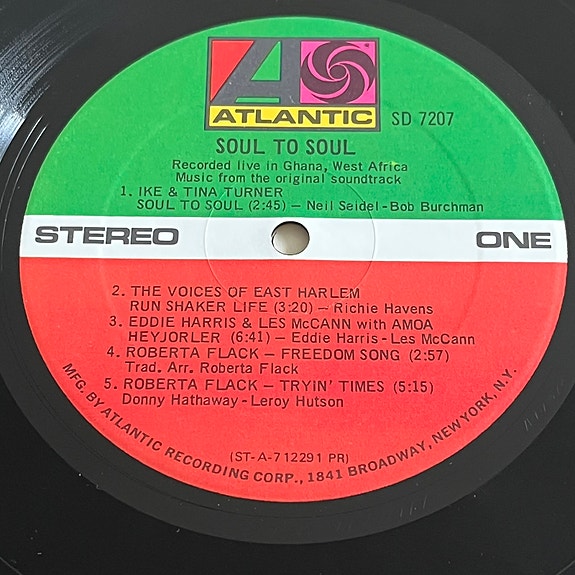 ATLANTIC SD 7207
SOUL TO SOUL
Recorded live in Ghana, West Africa
Music from the original soundtrack
1. IKE & TINA TURNER
SOUL TO SOUL (2:45) — Neil Seidel-Bob Burchman
STEREO ONE
2. THE VOICES OF EAST HARLEM
RUN SHAKER LIFE (3:20) — Richie Havens
3. EDDIE HARRIS & LES McCANN with AMOA
HEYJORLER (6:41) — Eddie Harris-Les McCann
4. ROBERTA FLACK — FREEDOM SONG (2:57)
Trad. Arr. Roberta Flack
5. ROBERTA FLACK — TRYIN' TIMES (5:15)
Donny Hathaway-Leroy Hutson
(ST-A-712291 PR)
MFG. BY ATLANTIC RECORDING CORP., 1841 BROADWAY, NEW YORK, N.Y.